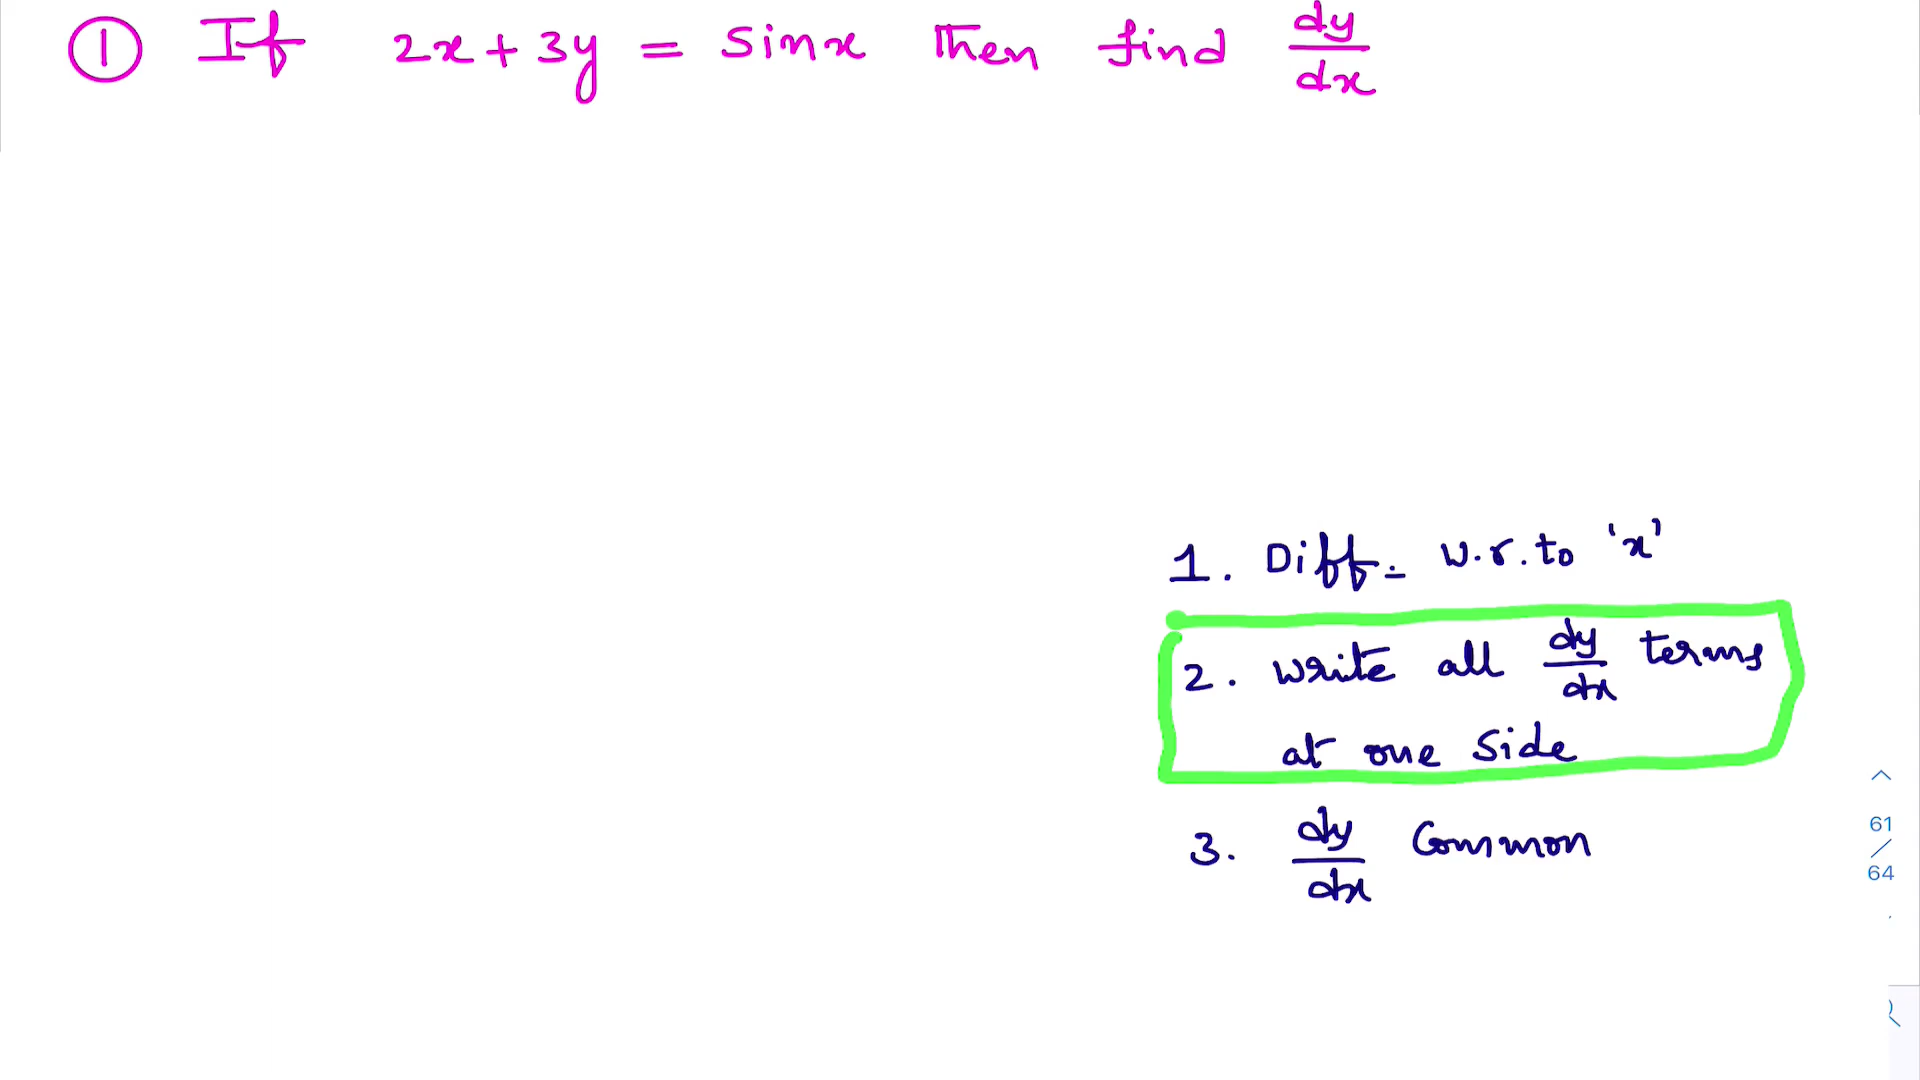 ① If 2x + 3y = sinx Then find dy/dx
1. Diff. w.r.to 'x'
2. write all dy/dx terms
at one side
3. dy/dx Common
61
/
64